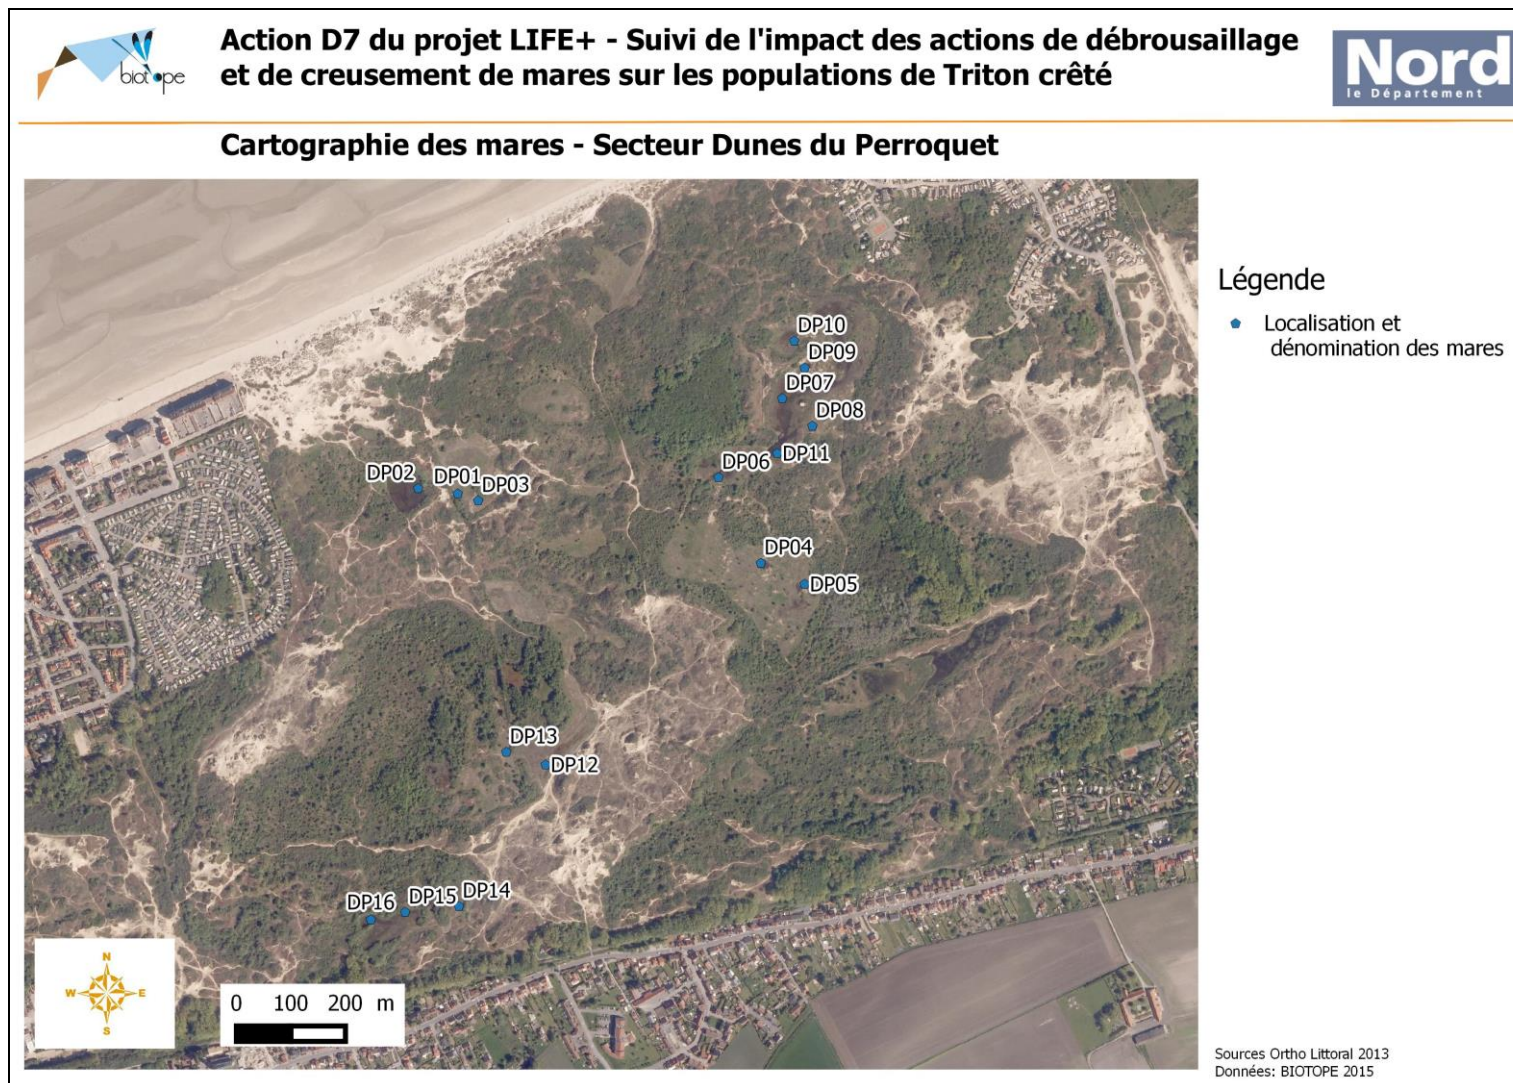 biotope
Action D7 du projet LIFE+ - Suivi de l'impact des actions de débrousaillage
et de creusement de mares sur les populations de Triton crêté
Nord
le Département
Cartographie des mares - Secteur Dunes du Perroquet
DP10
DP09
DP07
DP08
DP11
DP06
DP02
DP01
DP03
DP04
DP05
DP13
DP12
DP16
DP15
DP14
N
W
E
S
0 100 200 m
Légende
Localisation et
dénomination des mares
Sources Ortho Littoral 2013
Données: BIOTOPE 2015